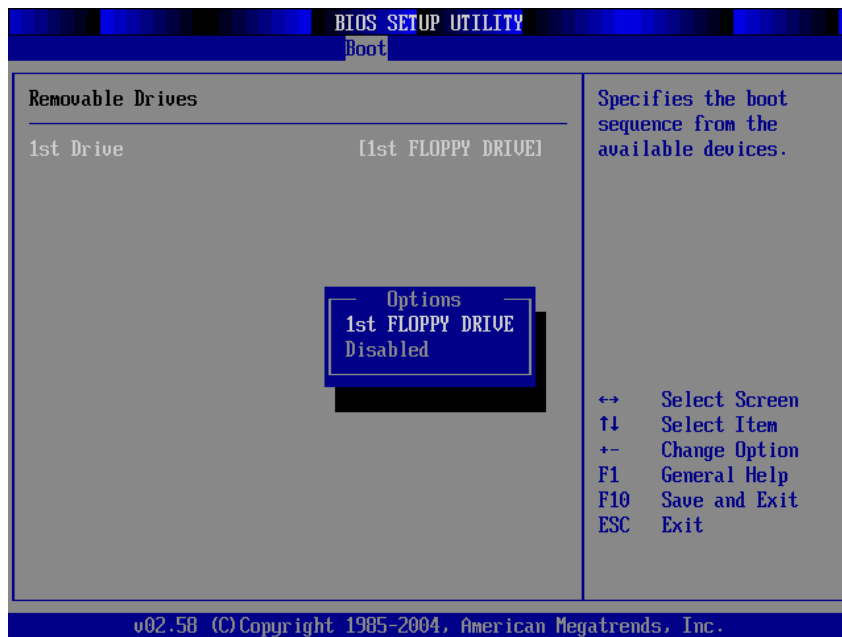 BIOS SETUP UTILITY
Boot
Removable Drives
1st Drive [1st FLOPPY DRIVE]
Specifies the boot
sequence from the
available devices.
Options
1st FLOPPY DRIVE
Disabled
←→ Select Screen
↑↓ Select Item
+- Change Option
F1 General Help
F10 Save and Exit
ESC Exit
v02.58 (C)Copyright 1985-2004, American Megatrends, Inc.